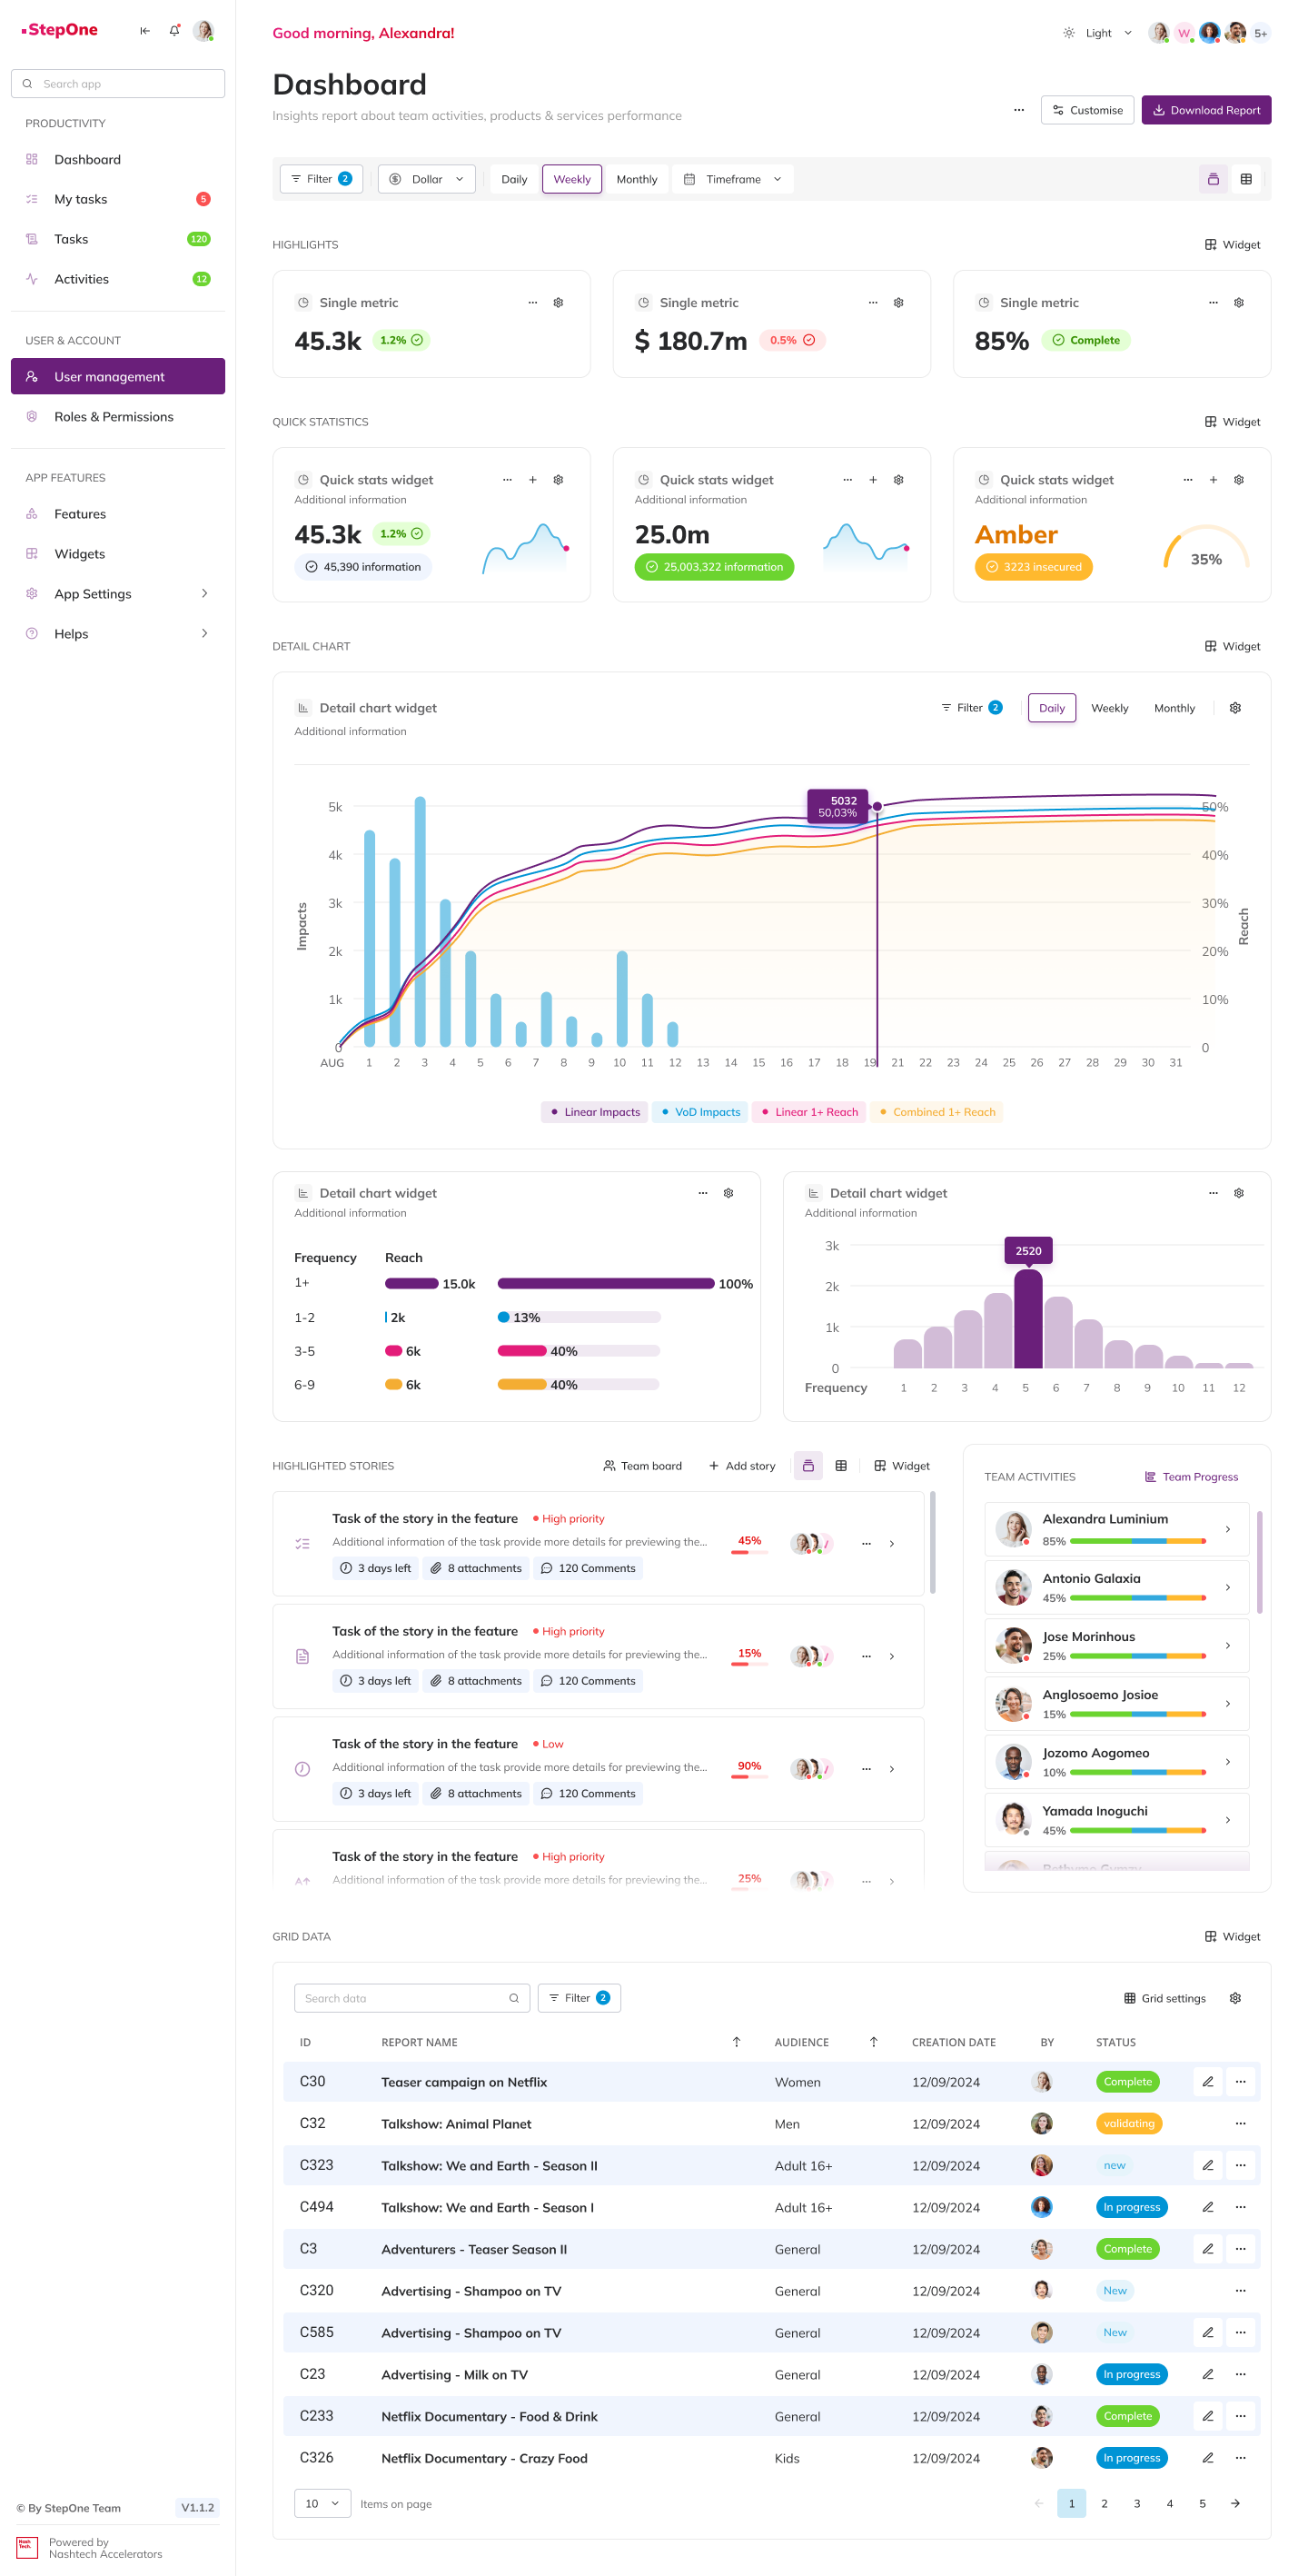 StepOne
Search app
PRODUCTIVITY
Dashboard
My tasks 5
Tasks 120
Activities 12
USER & ACCOUNT
User management
Roles & Permissions
APP FEATURES
Features
Widgets
App Settings
Helps
© By StepOne Team V1.1.2
Nash Tech.
Powered by
Nashtech Accelerators
Good morning, Alexandra!
Light W 5+
Dashboard
Insights report about team activities, products & services performance
Customise Download Report
Filter 2 Dollar Daily Weekly Monthly Timeframe
HIGHLIGHTS Widget
Single metric
45.3k 1.2%
Single metric
$ 180.7m 0.5%
Single metric
85% Complete
QUICK STATISTICS Widget
Quick stats widget
Additional information
45.3k 1.2%
45,390 information
Quick stats widget
Additional information
25.0m
25,003,322 information
Quick stats widget
Additional information
Amber
3223 insecured
35%
DETAIL CHART Widget
Detail chart widget
Additional information
Filter 2 Daily Weekly Monthly
5032
50,03%
5k 50%
4k 40%
3k 30%
2k 20%
1k 10%
0 0
Impacts
Reach
AUG 1 2 3 4 5 6 7 8 9 10 11 12 13 14 15 16 17 18 19 21 22 23 24 25 26 27 28 29 30 31
Linear Impacts VoD Impacts Linear 1+ Reach Combined 1+ Reach
Detail chart widget
Additional information
Frequency Reach
1+ 15.0k 100%
1-2 2k 13%
3-5 6k 40%
6-9 6k 40%
Detail chart widget
Additional information
2520
3k
2k
1k
0
Frequency 1 2 3 4 5 6 7 8 9 10 11 12
HIGHLIGHTED STORIES Team board Add story Widget
Task of the story in the feature High priority
Additional information of the task provide more details for previewing the... 45%
3 days left 8 attachments 120 Comments
Task of the story in the feature High priority
Additional information of the task provide more details for previewing the... 15%
3 days left 8 attachments 120 Comments
Task of the story in the feature Low
Additional information of the task provide more details for previewing the... 90%
3 days left 8 attachments 120 Comments
Task of the story in the feature High priority
Additional information of the task provide more details for previewing the... 25%
TEAM ACTIVITIES Team Progress
Alexandra Luminium
85%
Antonio Galaxia
45%
Jose Morinhous
25%
Anglosoemo Josioe
15%
Jozomo Aogomeo
10%
Yamada Inoguchi
45%
GRID DATA Widget
Search data Filter 2 Grid settings
ID REPORT NAME AUDIENCE CREATION DATE BY STATUS
C30 Teaser campaign on Netflix Women 12/09/2024 Complete
C32 Talkshow: Animal Planet Men 12/09/2024 validating
C323 Talkshow: We and Earth - Season II Adult 16+ 12/09/2024 new
C494 Talkshow: We and Earth - Season I Adult 16+ 12/09/2024 In progress
C3 Adventurers - Teaser Season II General 12/09/2024 Complete
C320 Advertising - Shampoo on TV General 12/09/2024 New
C585 Advertising - Shampoo on TV General 12/09/2024 New
C23 Advertising - Milk on TV General 12/09/2024 In progress
C233 Netflix Documentary - Food & Drink General 12/09/2024 Complete
C326 Netflix Documentary - Crazy Food Kids 12/09/2024 In progress
10 Items on page 1 2 3 4 5